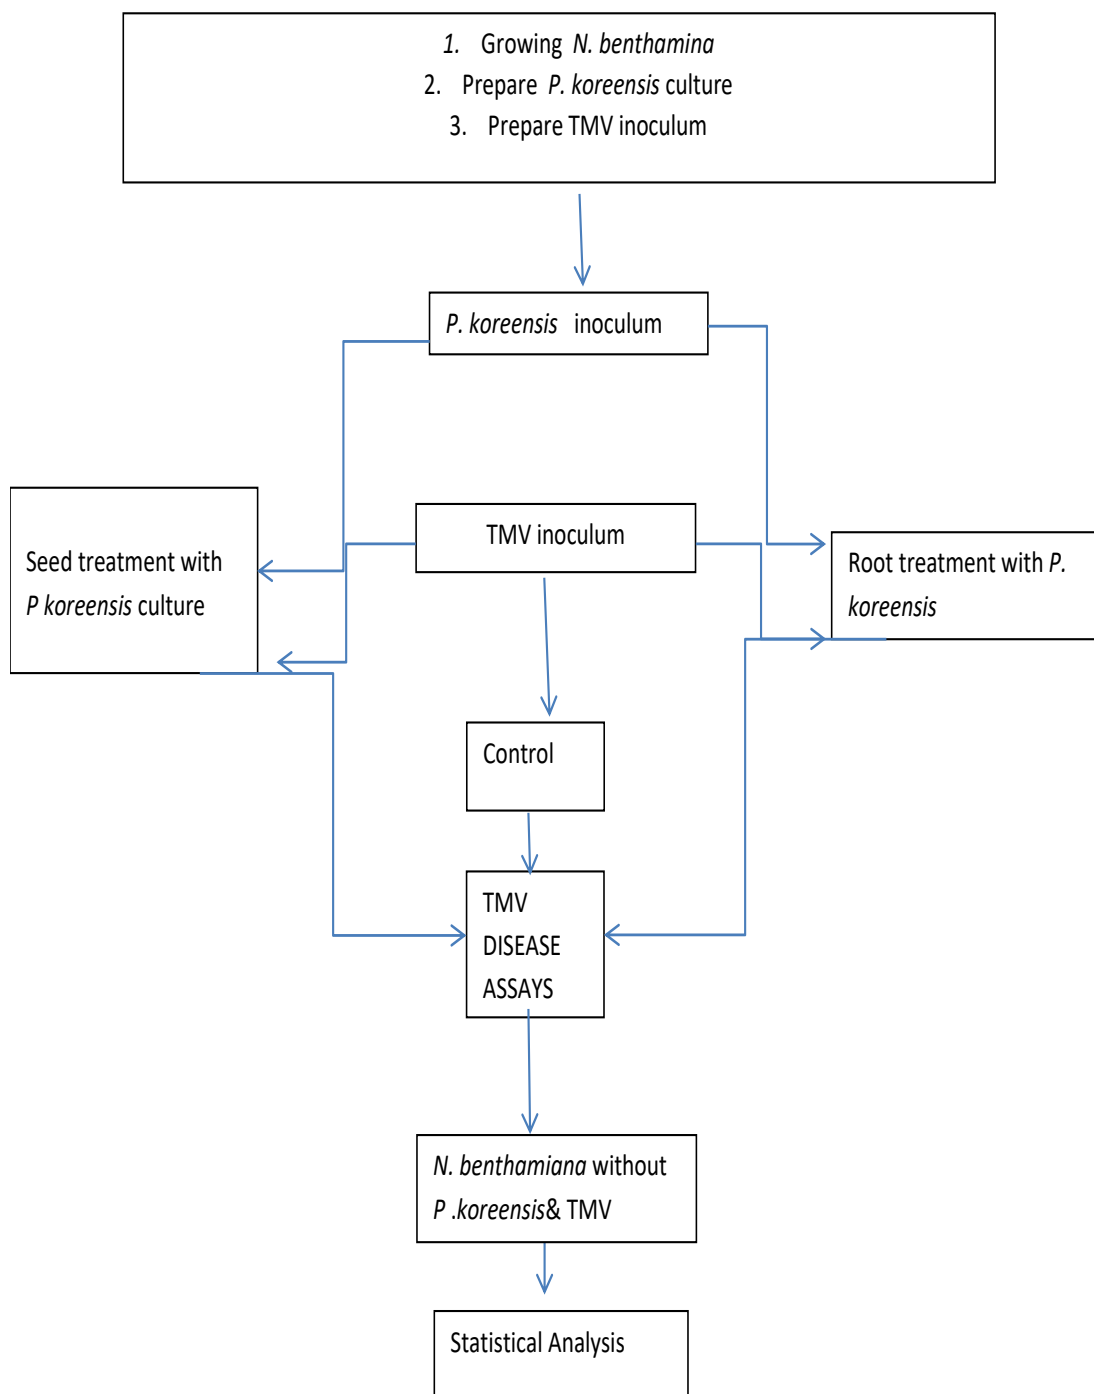 1. Growing N. benthamina
2. Prepare P. koreensis culture
3. Prepare TMV inoculum
P. koreensis inoculum
TMV inoculum
Seed treatment with
P koreensis culture
Root treatment with P.
koreensis
Control
TMV
DISEASE
ASSAYS
N. benthamiana without
P .koreensis& TMV
Statistical Analysis